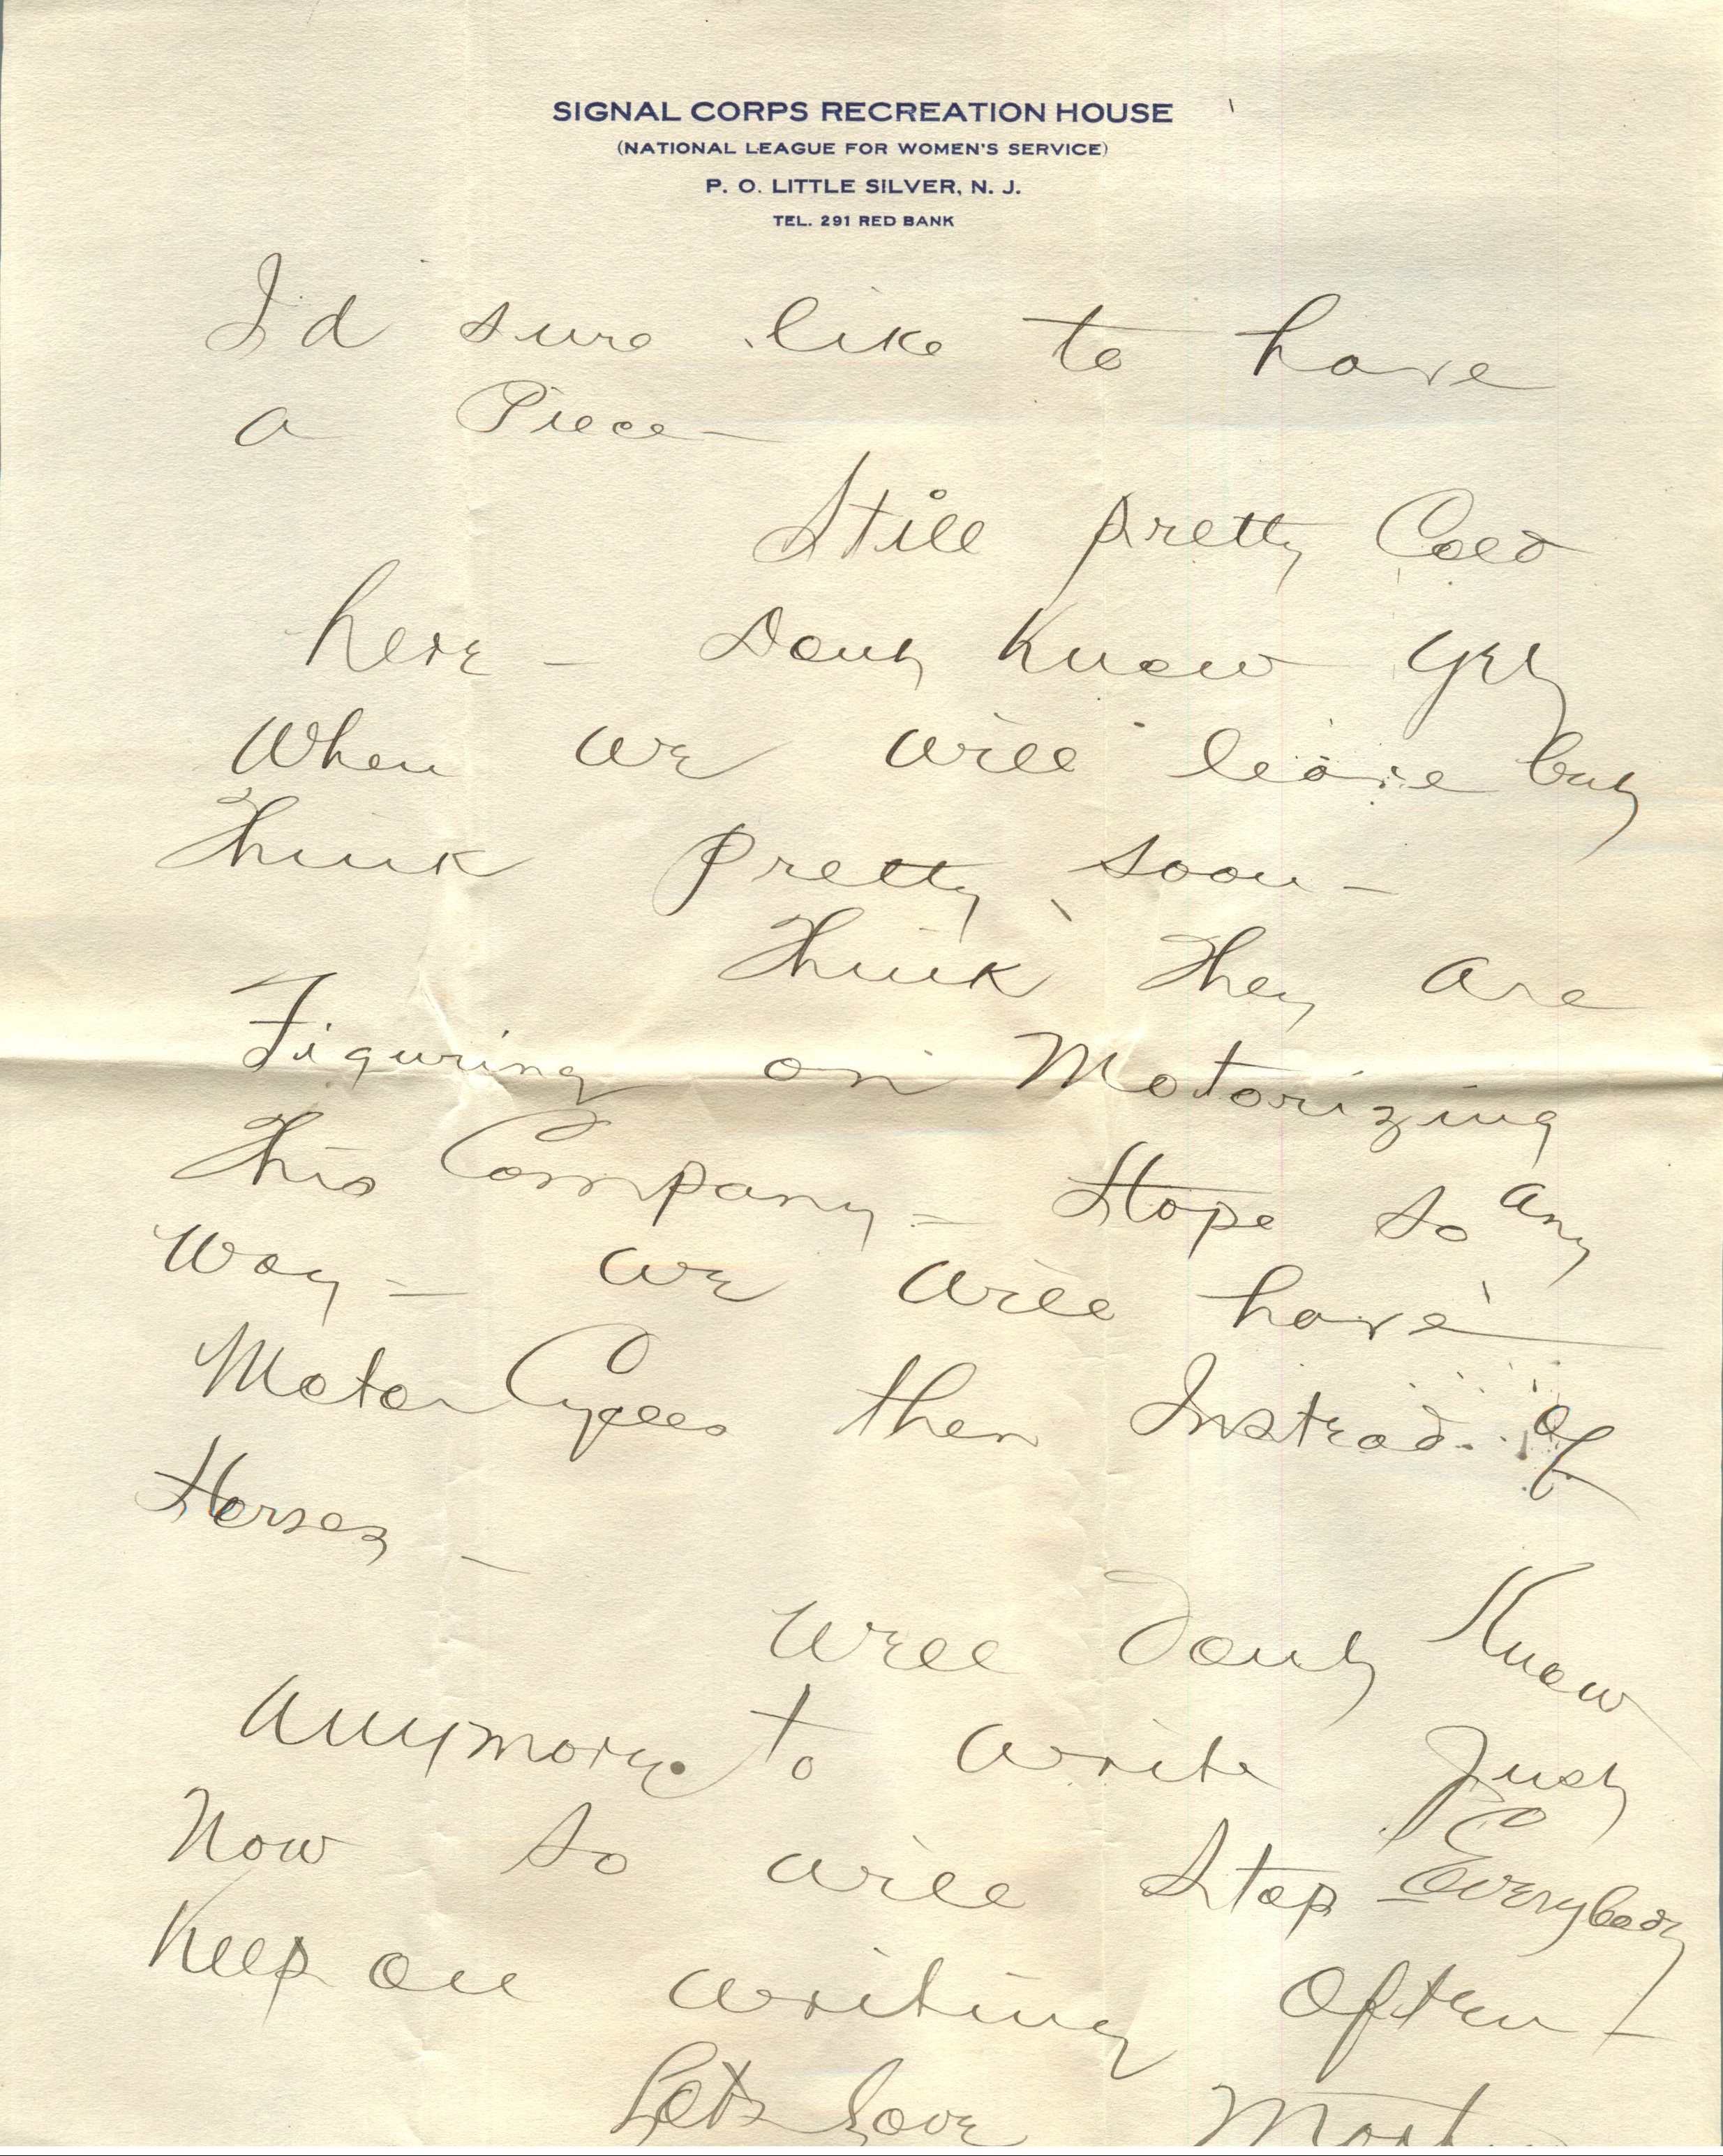 SIGNAL CORPS RECREATION HOUSE
(NATIONAL LEAGUE FOR WOMEN'S SERVICE)
P. O. LITTLE SILVER, N. J.
TEL. 291 RED BANK
I'd sure like to have
a Piece —
Still pretty Cold
here — Dont Know yet
When we will leave but
Think pretty soon —
Think They are
Figuring on Motorizing
This Company — Hope so any
way — we will have
Motor Cycles then Instead of
Horses —
Well dont Know
Anymore to write Just
Now so will Stop Everybody
Keep on writing Often —
Lots Love